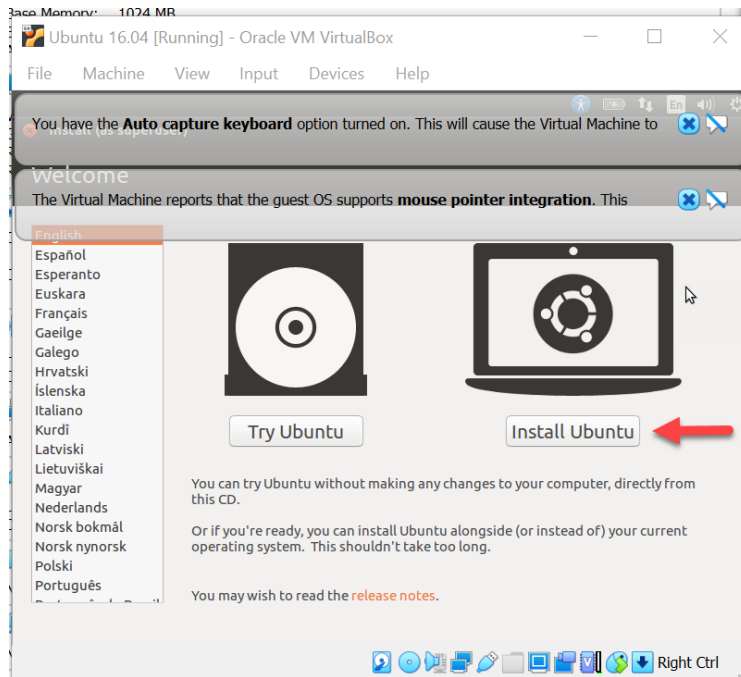 Base Memory: 1024 MB
Ubuntu 16.04 [Running] - Oracle VM VirtualBox
File Machine View Input Devices Help
En
Install (as superuser)
You have the Auto capture keyboard option turned on. This will cause the Virtual Machine to
Welcome
The Virtual Machine reports that the guest OS supports mouse pointer integration. This
English
Español
Esperanto
Euskara
Français
Gaeilge
Galego
Hrvatski
Íslenska
Italiano
Kurdî
Latviski
Lietuviškai
Magyar
Nederlands
Norsk bokmål
Norsk nynorsk
Polski
Português
Try Ubuntu
Install Ubuntu
You can try Ubuntu without making any changes to your computer, directly from
this CD.
Or if you're ready, you can install Ubuntu alongside (or instead of) your current
operating system. This shouldn't take too long.
You may wish to read the release notes.
Right Ctrl